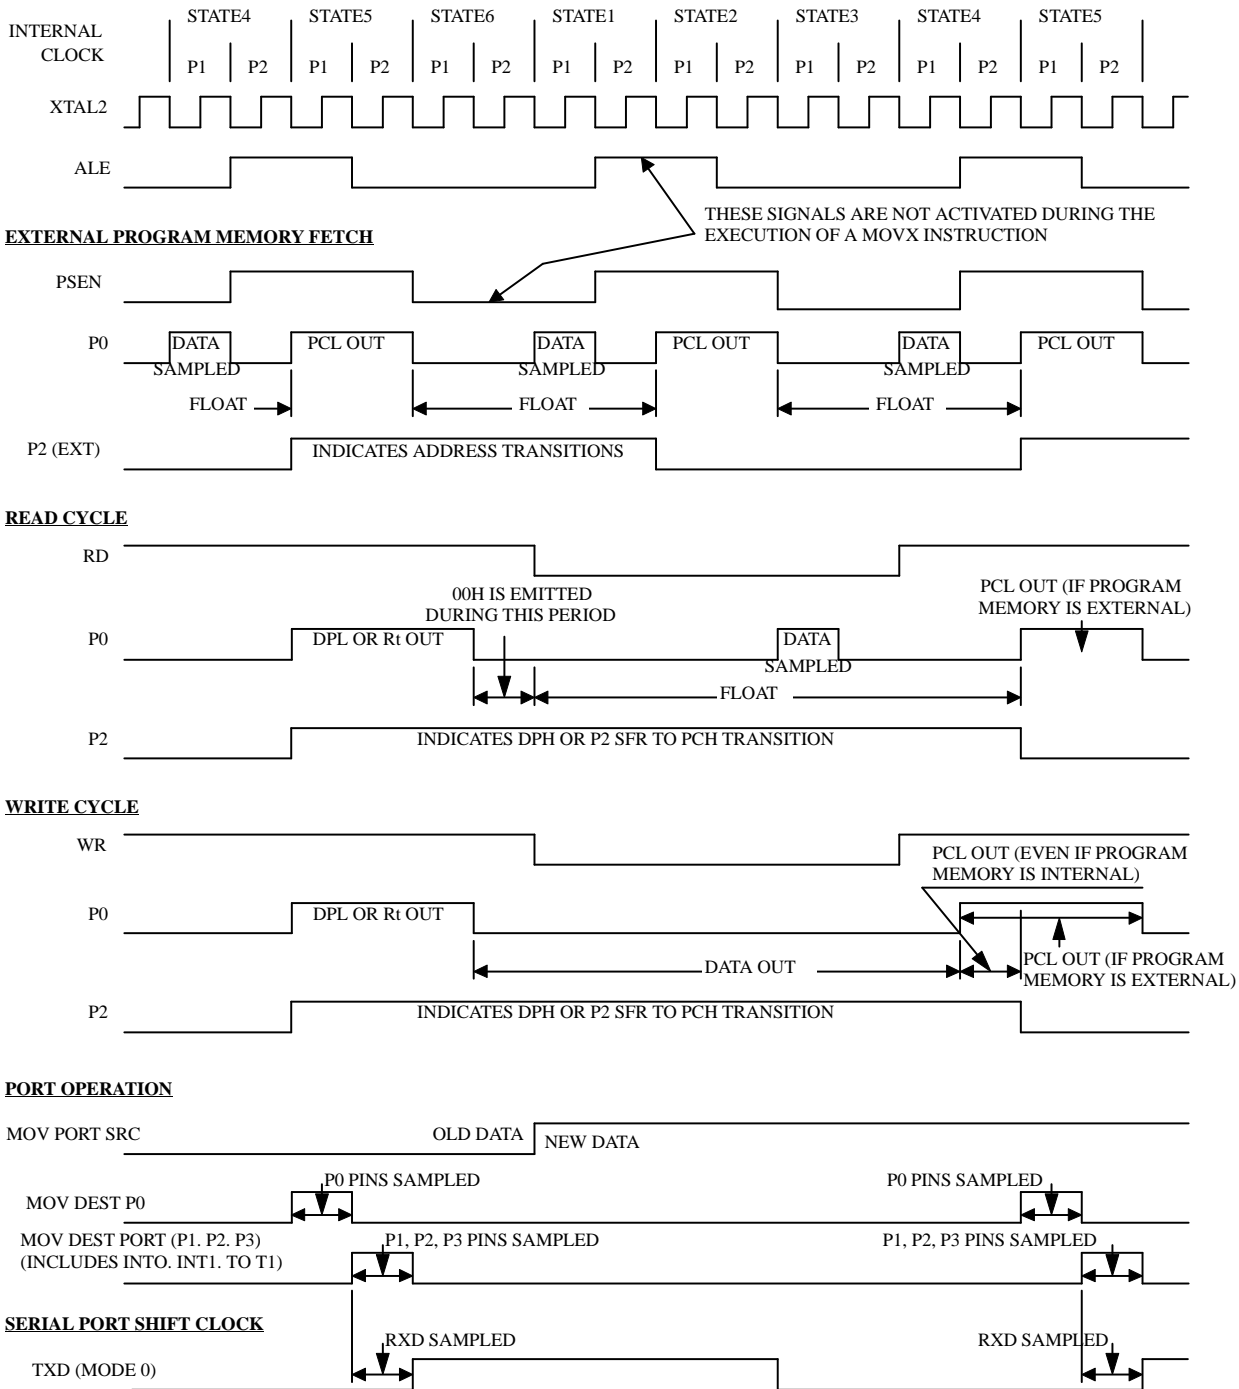 INTERNAL
CLOCK
STATE4 STATE5 STATE6 STATE1 STATE2 STATE3 STATE4 STATE5
P1 P2 P1 P2 P1 P2 P1 P2 P1 P2 P1 P2 P1 P2 P1 P2
XTAL2
ALE
THESE SIGNALS ARE NOT ACTIVATED DURING THE
EXECUTION OF A MOVX INSTRUCTION
EXTERNAL PROGRAM MEMORY FETCH
PSEN
P0
DATA PCL OUT DATA PCL OUT DATA PCL OUT
SAMPLED SAMPLED SAMPLED
FLOAT FLOAT FLOAT
P2 (EXT)
INDICATES ADDRESS TRANSITIONS
READ CYCLE
RD
00H IS EMITTED
DURING THIS PERIOD
PCL OUT (IF PROGRAM
MEMORY IS EXTERNAL)
P0
DPL OR Rt OUT
DATA
SAMPLED
FLOAT
P2
INDICATES DPH OR P2 SFR TO PCH TRANSITION
WRITE CYCLE
WR
PCL OUT (EVEN IF PROGRAM
MEMORY IS INTERNAL)
P0
DPL OR Rt OUT
DATA OUT
PCL OUT (IF PROGRAM
MEMORY IS EXTERNAL)
P2
INDICATES DPH OR P2 SFR TO PCH TRANSITION
PORT OPERATION
MOV PORT SRC
OLD DATA
NEW DATA
P0 PINS SAMPLED P0 PINS SAMPLED
MOV DEST P0
MOV DEST PORT (P1. P2. P3)
(INCLUDES INTO. INT1. TO T1)
P1, P2, P3 PINS SAMPLED P1, P2, P3 PINS SAMPLED
SERIAL PORT SHIFT CLOCK
RXD SAMPLED RXD SAMPLED
TXD (MODE 0)